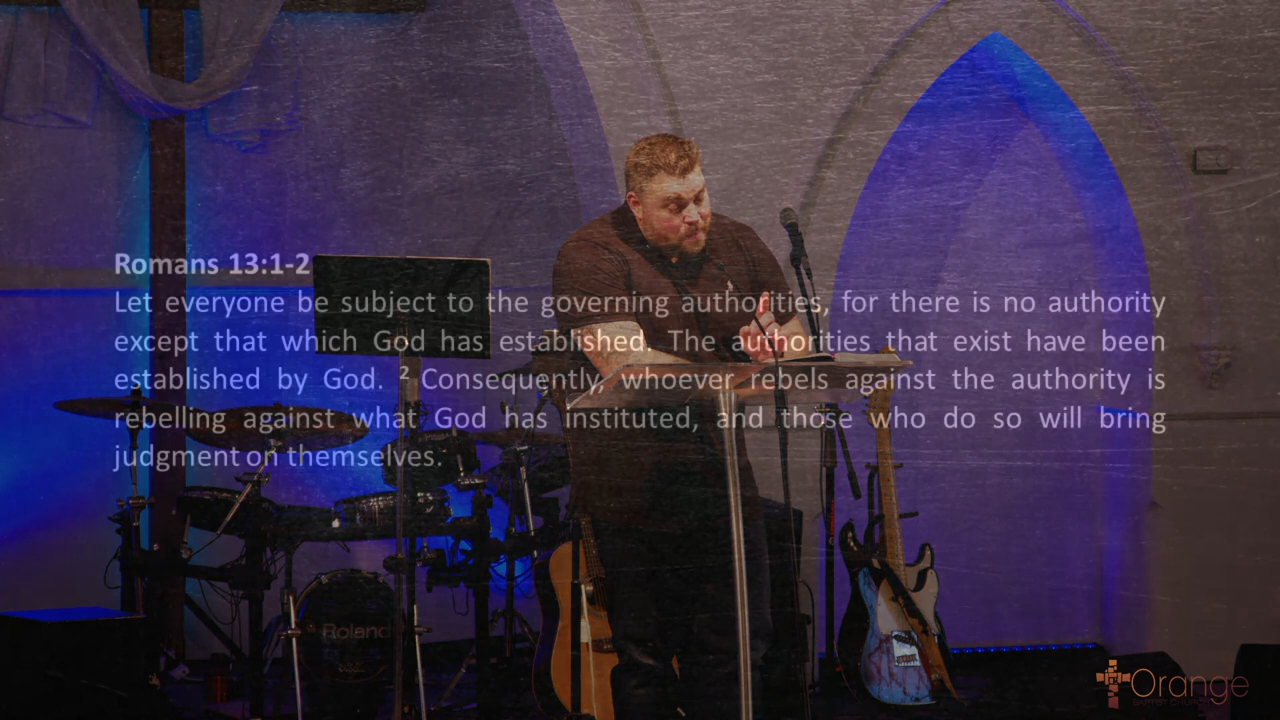 Romans 13:1-2
Let everyone be subject to the governing authorities, for there is no authority
except that which God has established. The authorities that exist have been
established by God. ² Consequently, whoever rebels against the authority is
rebelling against what God has instituted, and those who do so will bring
judgment on themselves.
Roland
Orange
BAPTIST CHURCH